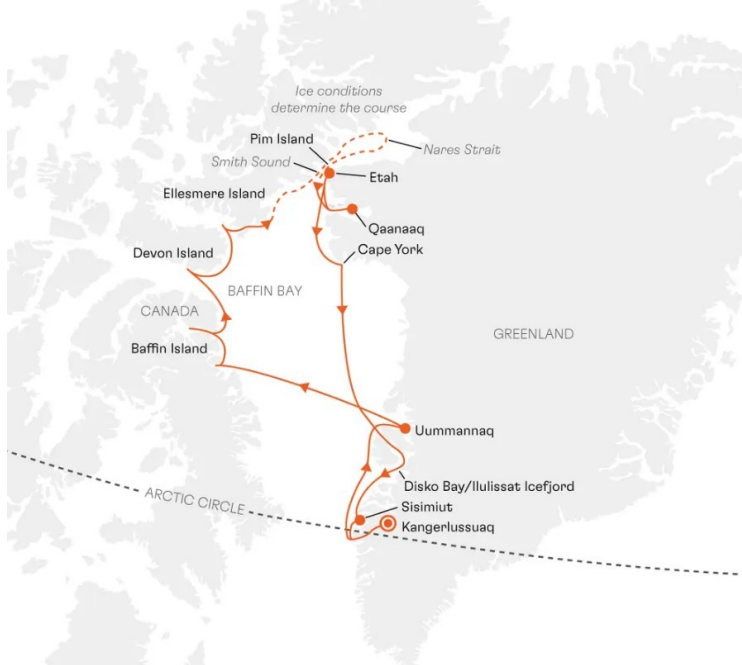 Ice conditions
determine the course
Pim Island
Nares Strait
Smith Sound
Etah
Ellesmere Island
Qaanaaq
Devon Island
Cape York
BAFFIN BAY
CANADA
GREENLAND
Baffin Island
Uummannaq
Disko Bay/Ilulissat Icefjord
ARCTIC CIRCLE
Sisimiut
Kangerlussuaq